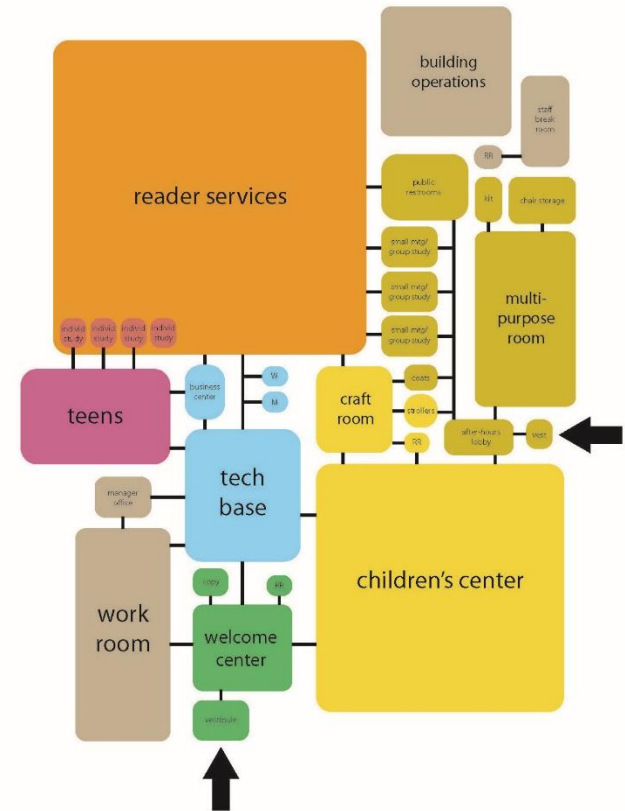 building
operations
staff
break
room
RR
reader services
public
restrooms
kit
chair storage
small mtg/
group study
small mtg/
group study
small mtg/
group study
multi-
purpose
room
individ
study
individ
study
individ
study
individ
study
teens
business
center
W
M
craft
room
coats
strollers
RR
after-hours
lobby
vest
tech
base
manager
office
children's center
work
room
copy
RR
welcome
center
vestibule